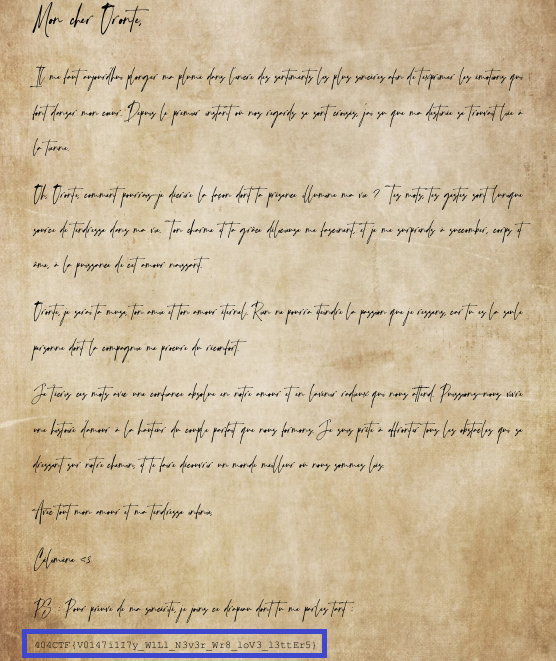 Mon cher Oronte,
Il me faut aujourd'hui plonger ma plume dans l'encre des sentiments les plus sincères afin de t'exprimer les émotions qui
font danser mon cœur. Depuis le premier instant où nos regards se sont croisés, j'ai su que ma destinée se trouvait liée à
la tienne.
Oh, Oronte, comment pourrais-je décrire la façon dont ta présence illumine ma vie ? Tes mots, tes gestes sont l'unique
source de tendresse dans ma vie. Ton charme et ta grâce délicieuse me fascinent, et je me surprends à succomber, corps et
âme, à la puissance de cet amour naissant.
Oronte, je serai ta muse, ton amie et ton amour éternel. Rien ne pourra éteindre la passion que je ressens, car tu es la seule
personne dont la compagnie me procure du réconfort.
Je t'écris ces mots avec une confiance absolue en notre amour et en l'avenir radieux qui nous attend. Puissions-nous vivre
une histoire d'amour à la hauteur du couple parfait que nous formons. Je suis prête à affronter tous les obstacles qui se
dressent sur notre chemin, et te faire découvrir un monde meilleur où nous sommes liés.
Avec tout mon amour et ma tendresse infinie,
Célimène <3
PS : Pour preuve de ma sincérité, je joins ce drapeau dont tu me parles tant :
404CTF{V0147i1I7y_W1Ll_N3v3r_Wr8_loV3_l3ttEr5}